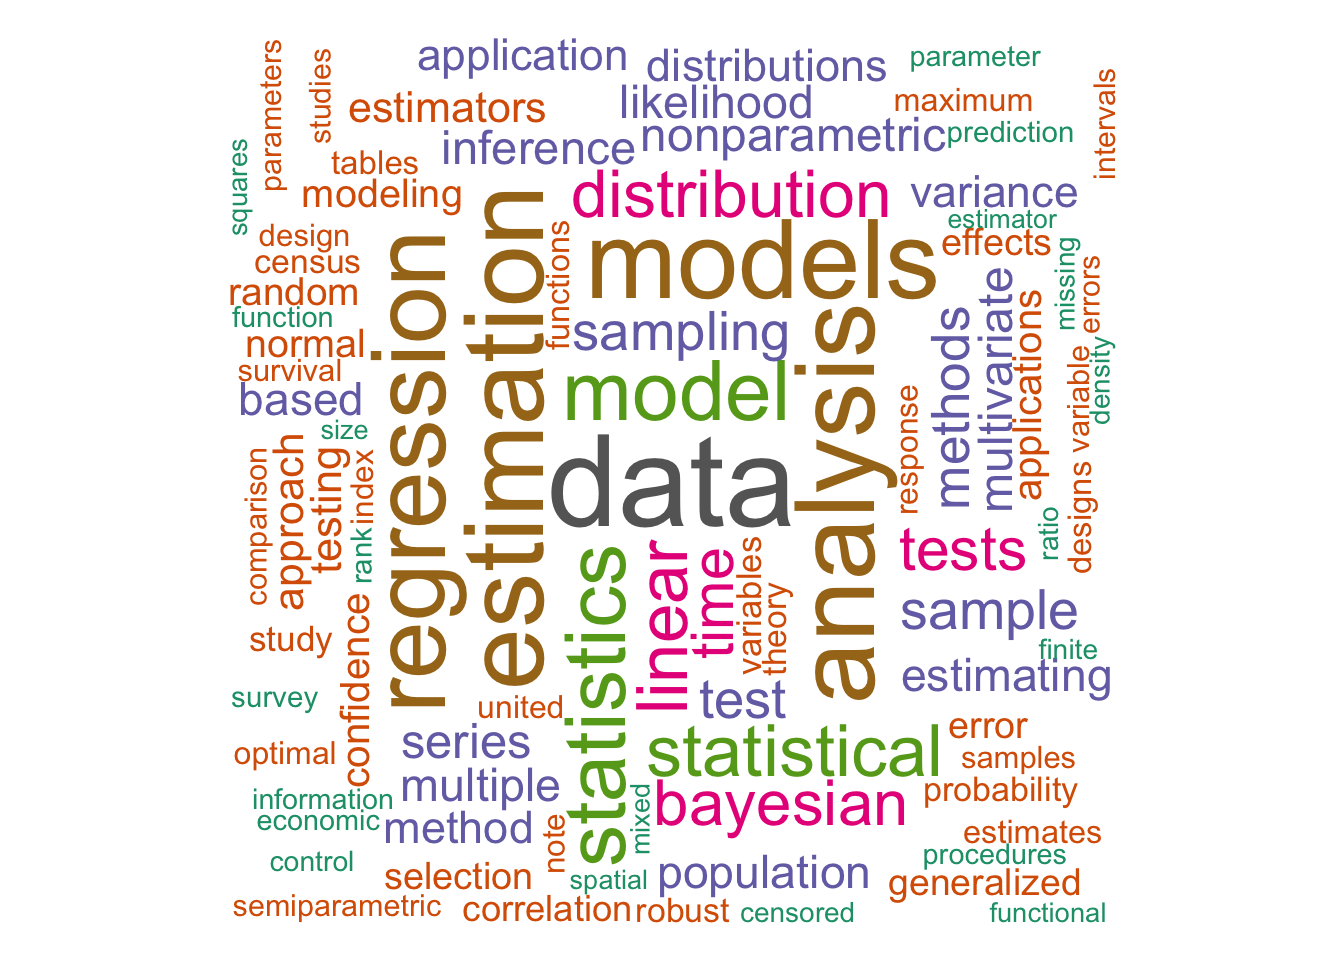 application
distributions
parameter
parameters
studies
estimators
likelihood
maximum
intervals
inference
nonparametric
prediction
squares
tables
modeling
distribution
variance
estimator
design
census
effects
random
function
normal
survival
based
regression
estimation
functions
models
sampling
model
data
analysis
methods
multivariate
applications
missing
errors
density
variable
designs
response
ratio
size
comparison
approach
testing
index
rank
tests
sample
finite
estimating
study
confidence
survey
optimal
united
statistics
linear
time
variables
theory
test
series
statistical
error
samples
multiple
information
economic
method
note
mixed
bayesian
probability
estimates
control
selection
spatial
population
procedures
generalized
semiparametric
correlation
robust
censored
functional